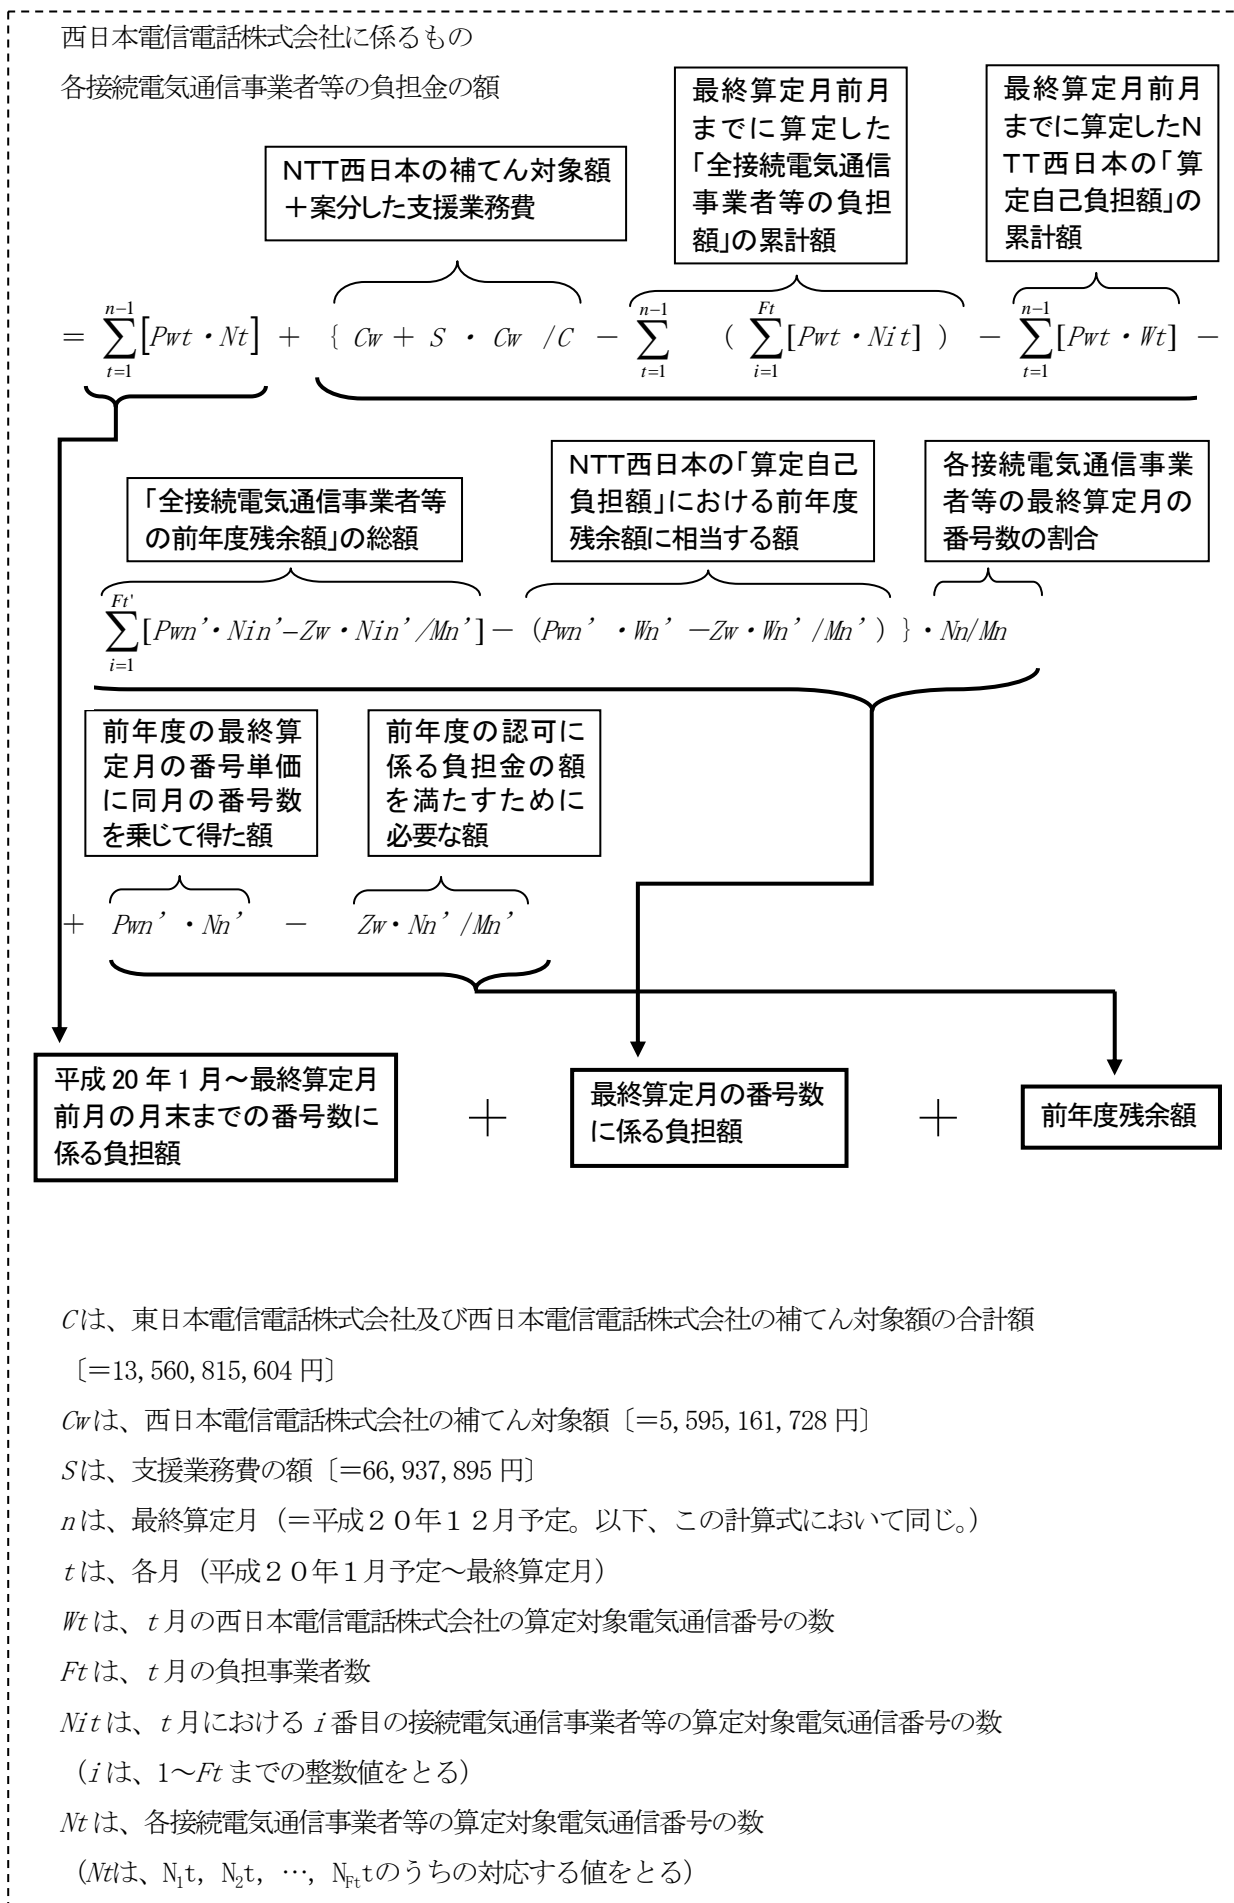 西日本電信電話株式会社に係るもの
各接続電気通信事業者等の負担金の額
NTT西日本の補てん対象額
＋案分した支援業務費
最終算定月前月
までに算定した
「全接続電気通信
事業者等の負担
額」の累計額
最終算定月前月
までに算定したN
TT西日本の「算
定自己負担額」の
累計額
＝ \sum_{t=1}^{n-1}[Pwt・Nt] ＋ { Cw ＋ S ・ Cw /C － \sum_{t=1}^{n-1} ( \sum_{i=1}^{Ft}[Pwt・Nit] ) － \sum_{t=1}^{n-1}[Pwt・Wt] －
「全接続電気通信事業者等
の前年度残余額」の総額
NTT西日本の「算定自己
負担額」における前年度
残余額に相当する額
各接続電気通信事業
者等の最終算定月の
番号数の割合
\sum_{i=1}^{Ft'}[Pwn’・Nin’−Zw・Nin’/Mn’]－ (Pwn’ ・Wn’ −Zw・Wn’/Mn’) }・Nn/Mn
前年度の最終算
定月の番号単価
に同月の番号数
を乗じて得た額
前年度の認可に
係る負担金の額
を満たすために
必要な額
＋ Pwn’ ・Nn’ － Zw・Nn’/Mn’
平成 20 年 1 月～最終算定月
前月の月末までの番号数に
係る負担額
＋
最終算定月の番号数
に係る負担額
＋
前年度残余額
Cは、東日本電信電話株式会社及び西日本電信電話株式会社の補てん対象額の合計額
〔＝13,560,815,604 円〕
Cwは、西日本電信電話株式会社の補てん対象額〔＝5,595,161,728 円〕
Sは、支援業務費の額〔＝66,937,895 円〕
nは、最終算定月（＝平成２０年１２月予定。以下、この計算式において同じ。）
tは、各月（平成２０年１月予定～最終算定月）
Wtは、t月の西日本電信電話株式会社の算定対象電気通信番号の数
Ftは、t月の負担事業者数
Nitは、t月におけるi番目の接続電気通信事業者等の算定対象電気通信番号の数
（iは、1～Ftまでの整数値をとる）
Ntは、各接続電気通信事業者等の算定対象電気通信番号の数
（Ntは、N₁t, N₂t, …, N_{Ft}tのうちの対応する値をとる）